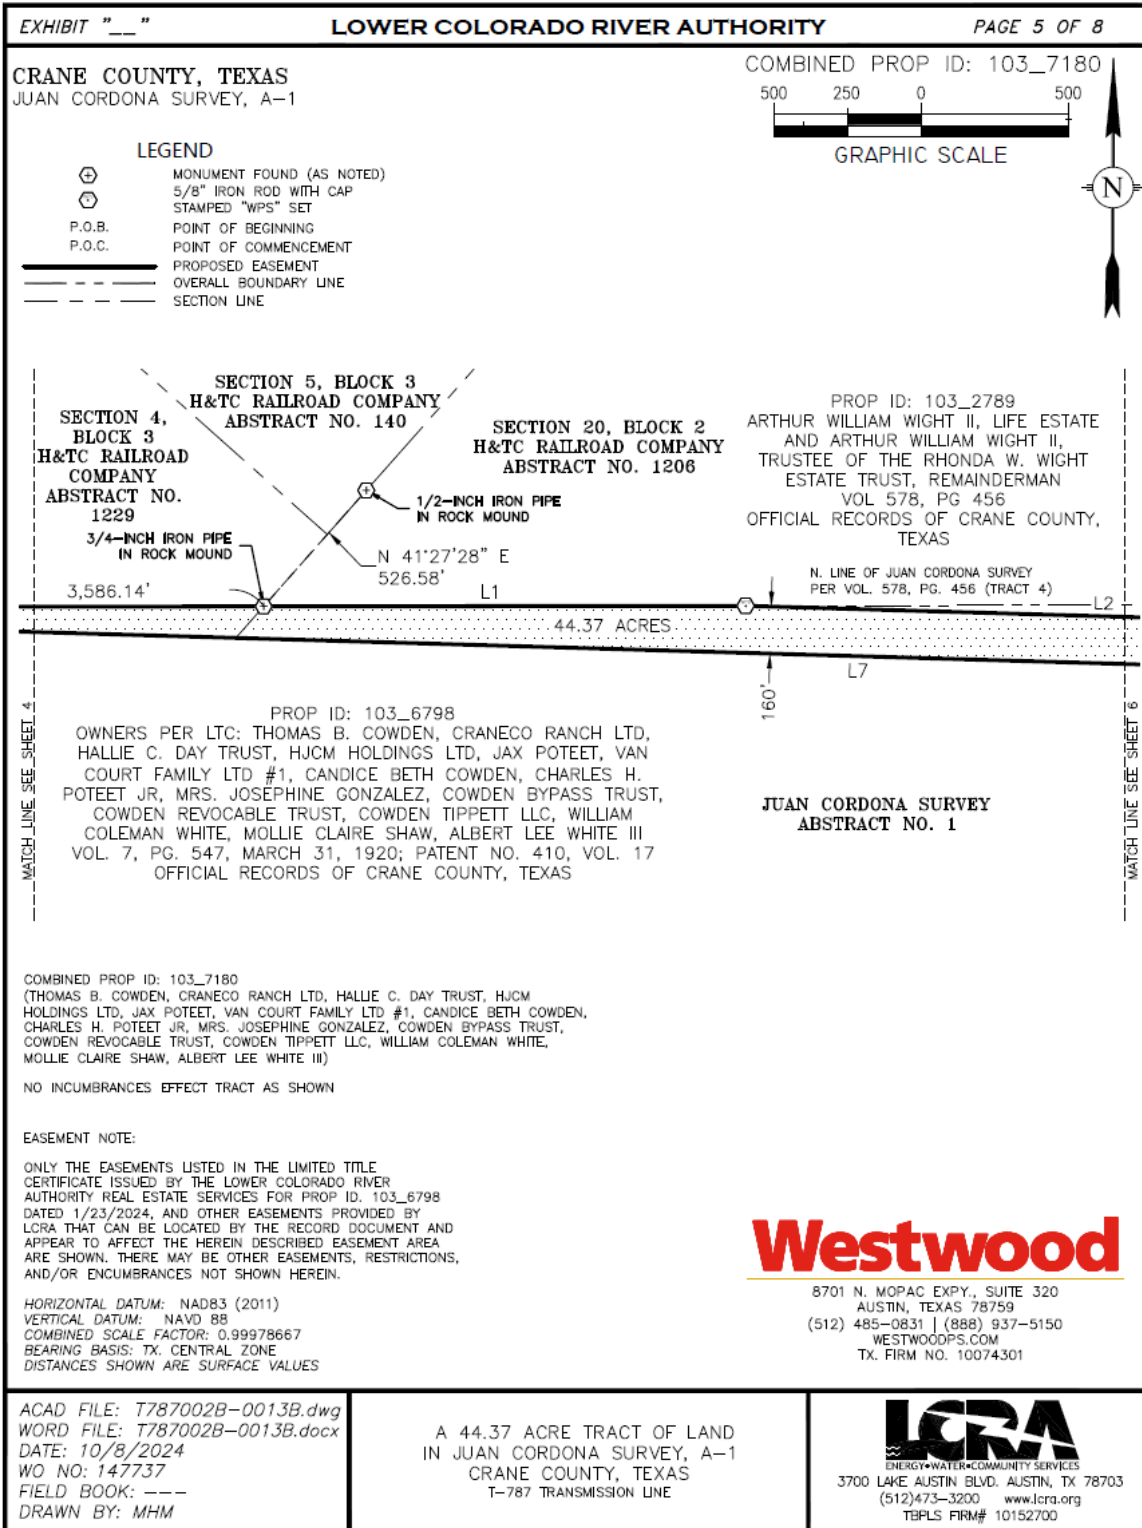 EXHIBIT "__"
LOWER COLORADO RIVER AUTHORITY
PAGE 5 OF 8
CRANE COUNTY, TEXAS
JUAN CORDONA SURVEY, A-1
COMBINED PROP ID: 103_7180
500 250 0 500
GRAPHIC SCALE
N
LEGEND
MONUMENT FOUND (AS NOTED)
5/8" IRON ROD WITH CAP
STAMPED "WPS" SET
P.O.B. POINT OF BEGINNING
P.O.C. POINT OF COMMENCEMENT
PROPOSED EASEMENT
OVERALL BOUNDARY LINE
SECTION LINE
SECTION 4,
BLOCK 3
H&TC RAILROAD
COMPANY
ABSTRACT NO.
1229
SECTION 5, BLOCK 3
H&TC RAILROAD COMPANY
ABSTRACT NO. 140
SECTION 20, BLOCK 2
H&TC RAILROAD COMPANY
ABSTRACT NO. 1206
PROP ID: 103_2789
ARTHUR WILLIAM WIGHT II, LIFE ESTATE
AND ARTHUR WILLIAM WIGHT II,
TRUSTEE OF THE RHONDA W. WIGHT
ESTATE TRUST, REMAINDERMAN
VOL 578, PG 456
OFFICIAL RECORDS OF CRANE COUNTY,
TEXAS
1/2-INCH IRON PIPE
IN ROCK MOUND
3/4-INCH IRON PIPE
IN ROCK MOUND
N 41°27'28" E
526.58'
N. LINE OF JUAN CORDONA SURVEY
PER VOL. 578, PG. 456 (TRACT 4)
3,586.14'
L1
L2
44.37 ACRES
L7
160'
MATCH LINE SEE SHEET 4
MATCH LINE SEE SHEET 6
PROP ID: 103_6798
OWNERS PER LTC: THOMAS B. COWDEN, CRANECO RANCH LTD,
HALLIE C. DAY TRUST, HJCM HOLDINGS LTD, JAX POTEET, VAN
COURT FAMILY LTD #1, CANDICE BETH COWDEN, CHARLES H.
POTEET JR, MRS. JOSEPHINE GONZALEZ, COWDEN BYPASS TRUST,
COWDEN REVOCABLE TRUST, COWDEN TIPPETT LLC, WILLIAM
COLEMAN WHITE, MOLLIE CLAIRE SHAW, ALBERT LEE WHITE III
VOL. 7, PG. 547, MARCH 31, 1920; PATENT NO. 410, VOL. 17
OFFICIAL RECORDS OF CRANE COUNTY, TEXAS
JUAN CORDONA SURVEY
ABSTRACT NO. 1
COMBINED PROP ID: 103_7180
(THOMAS B. COWDEN, CRANECO RANCH LTD, HALLIE C. DAY TRUST, HJCM
HOLDINGS LTD, JAX POTEET, VAN COURT FAMILY LTD #1, CANDICE BETH COWDEN,
CHARLES H. POTEET JR, MRS. JOSEPHINE GONZALEZ, COWDEN BYPASS TRUST,
COWDEN REVOCABLE TRUST, COWDEN TIPPETT LLC, WILLIAM COLEMAN WHITE,
MOLLIE CLAIRE SHAW, ALBERT LEE WHITE III)
NO INCUMBRANCES EFFECT TRACT AS SHOWN
EASEMENT NOTE:
ONLY THE EASEMENTS LISTED IN THE LIMITED TITLE
CERTIFICATE ISSUED BY THE LOWER COLORADO RIVER
AUTHORITY REAL ESTATE SERVICES FOR PROP ID. 103_6798
DATED 1/23/2024, AND OTHER EASEMENTS PROVIDED BY
LCRA THAT CAN BE LOCATED BY THE RECORD DOCUMENT AND
APPEAR TO AFFECT THE HEREIN DESCRIBED EASEMENT AREA
ARE SHOWN. THERE MAY BE OTHER EASEMENTS, RESTRICTIONS,
AND/OR ENCUMBRANCES NOT SHOWN HEREIN.
HORIZONTAL DATUM: NAD83 (2011)
VERTICAL DATUM: NAVD 88
COMBINED SCALE FACTOR: 0.99978667
BEARING BASIS: TX. CENTRAL ZONE
DISTANCES SHOWN ARE SURFACE VALUES
Westwood
8701 N. MOPAC EXPY., SUITE 320
AUSTIN, TEXAS 78759
(512) 485-0831 | (888) 937-5150
WESTWOODPS.COM
TX. FIRM NO. 10074301
ACAD FILE: T787002B-0013B.dwg
WORD FILE: T787002B-0013B.docx
DATE: 10/8/2024
WO NO: 147737
FIELD BOOK: ---
DRAWN BY: MHM
A 44.37 ACRE TRACT OF LAND
IN JUAN CORDONA SURVEY, A-1
CRANE COUNTY, TEXAS
T-787 TRANSMISSION LINE
LCRA
ENERGY•WATER•COMMUNITY SERVICES
3700 LAKE AUSTIN BLVD. AUSTIN, TX 78703
(512)473-3200 www.lcra.org
TBPLS FIRM# 10152700